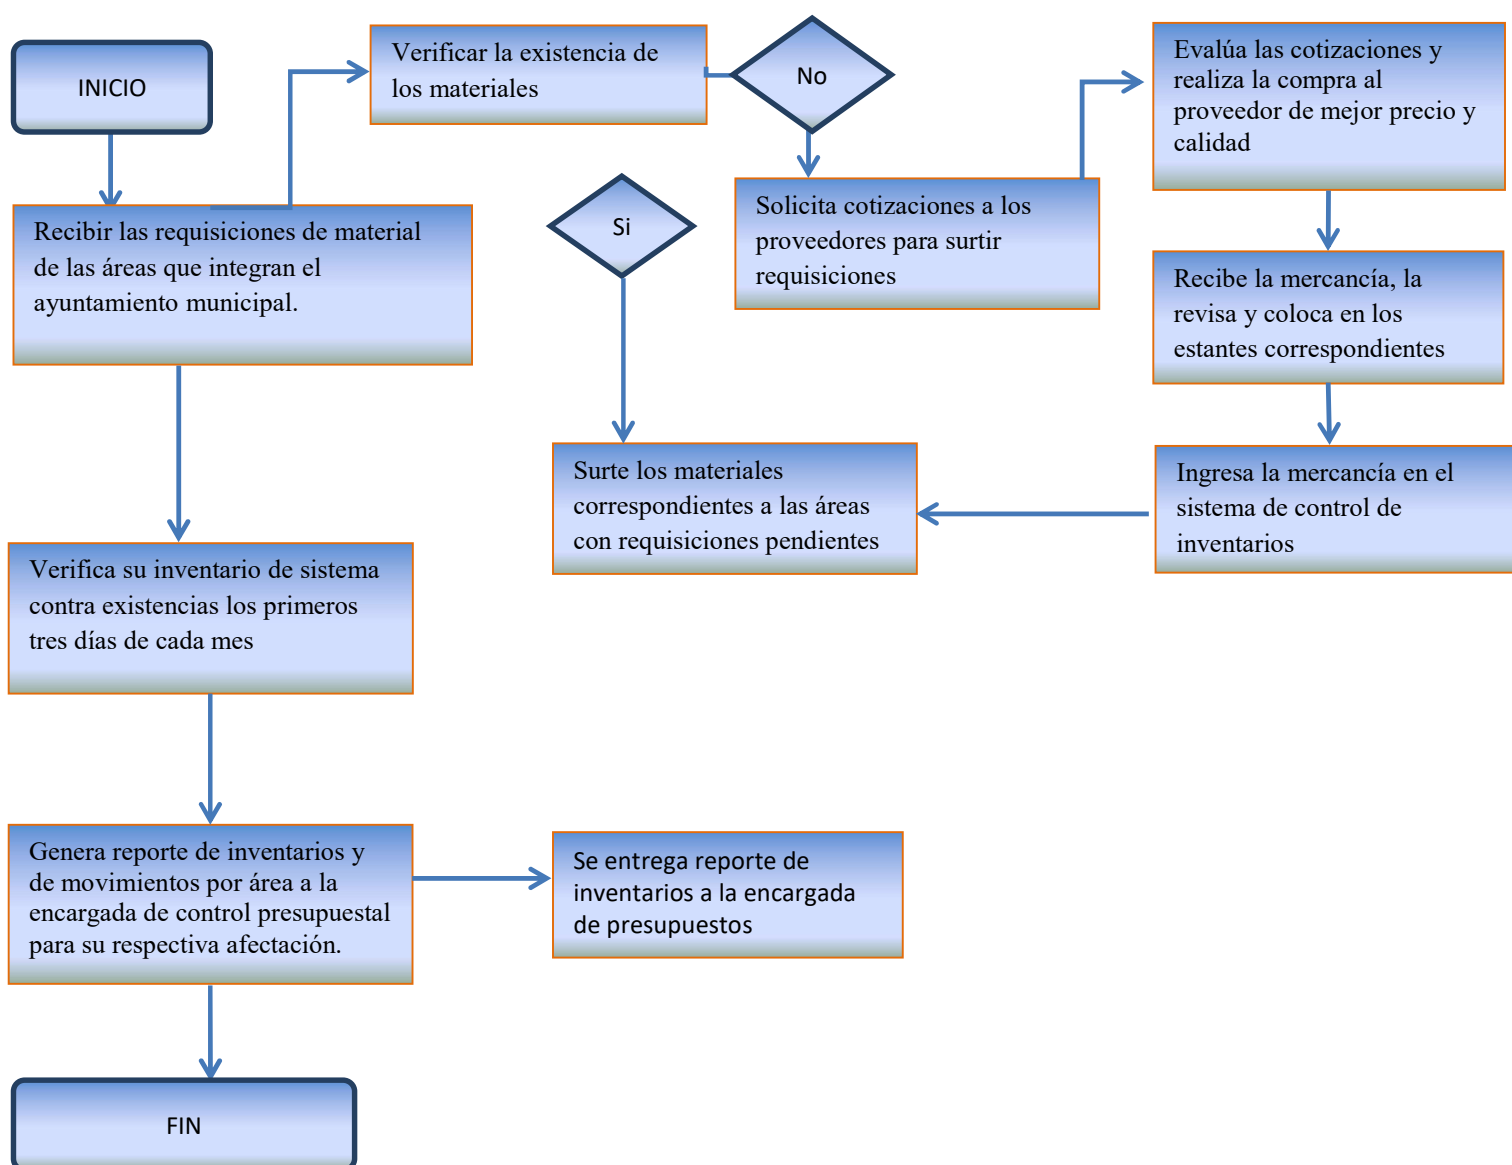 INICIO
Verificar la existencia de
los materiales
No
Evalúa las cotizaciones y
realiza la compra al
proveedor de mejor precio y
calidad
Recibir las requisiciones de material
de las áreas que integran el
ayuntamiento municipal.
Si
Solicita cotizaciones a los
proveedores para surtir
requisiciones
Recibe la mercancía, la
revisa y coloca en los
estantes correspondientes
Surte los materiales
correspondientes a las áreas
con requisiciones pendientes
Ingresa la mercancía en el
sistema de control de
inventarios
Verifica su inventario de sistema
contra existencias los primeros
tres días de cada mes
Genera reporte de inventarios y
de movimientos por área a la
encargada de control presupuestal
para su respectiva afectación.
Se entrega reporte de
inventarios a la encargada
de presupuestos
FIN